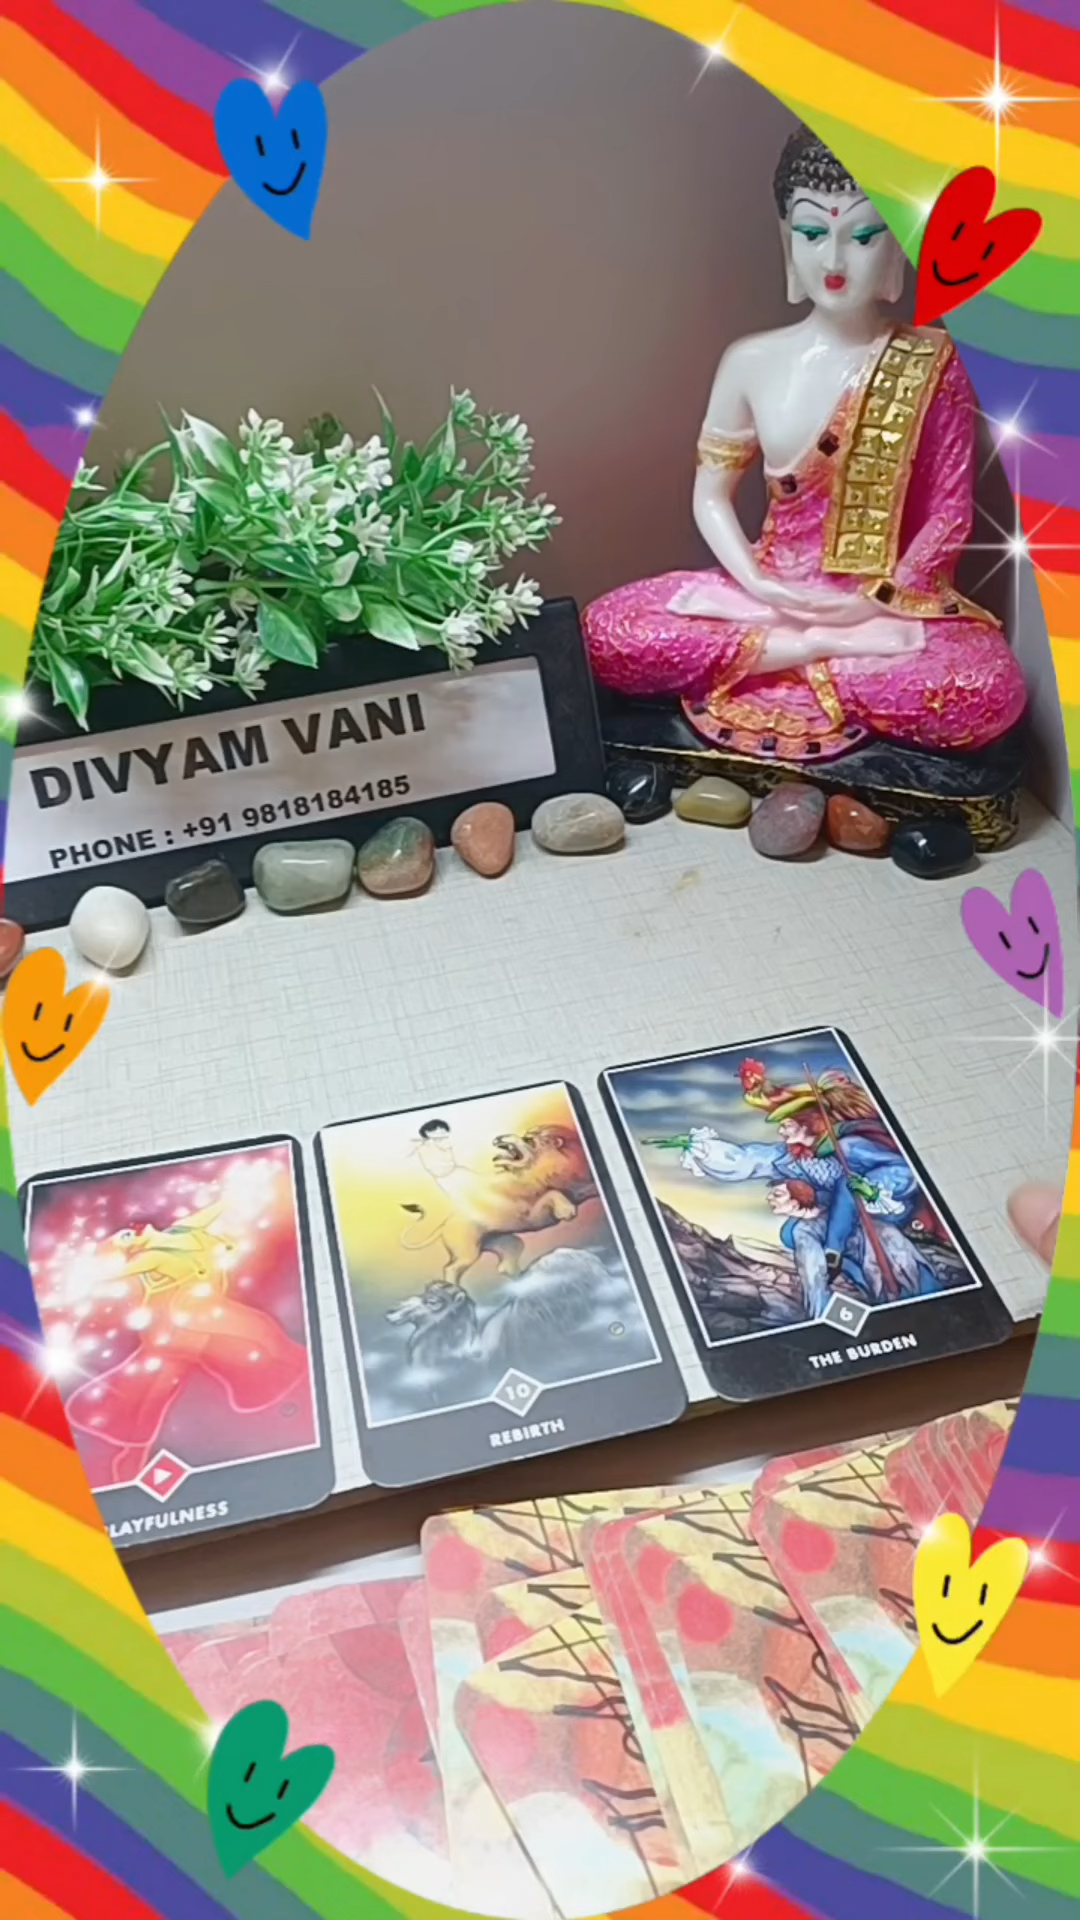 DIVYAM VANI
PHONE : +91 9818184185
6
THE BURDEN
10
REBIRTH
LAYFULNESS